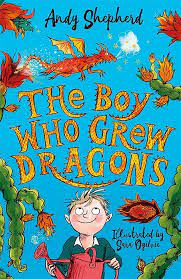 Andy Shepherd
THE BOY
WHO GREW
DRAGONS
Illustrated by
Sara Ogilvie